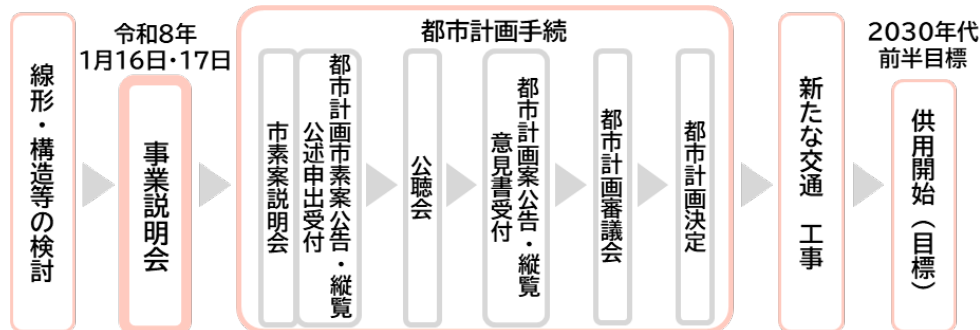 線形・構造等の検討
令和8年
1月16日・17日
事業説明会
都市計画手続
市素案説明会
都市計画市素案公告・縦覧
公述申出受付
公聴会
都市計画案公告・縦覧
意見書受付
都市計画審議会
都市計画決定
新たな交通　工事
2030年代
前半目標
供用開始（目標）